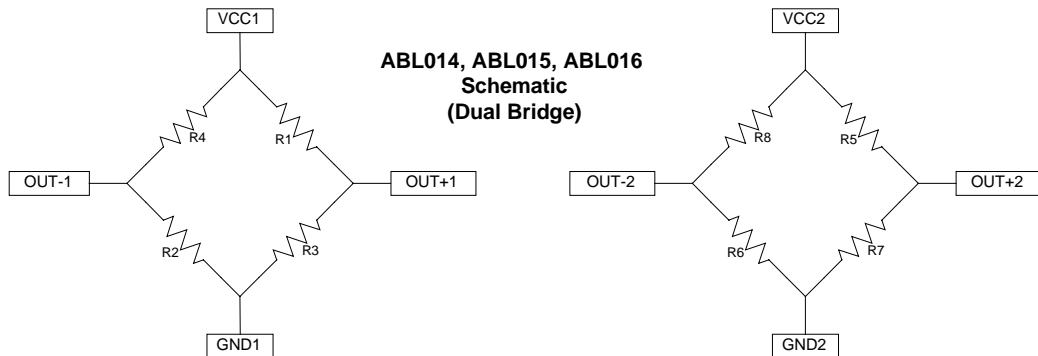 VCC1
VCC2
ABL014, ABL015, ABL016
Schematic
(Dual Bridge)
R4
R1
R8
R5
OUT-1
OUT+1
OUT-2
OUT+2
R2
R3
R6
R7
GND1
GND2